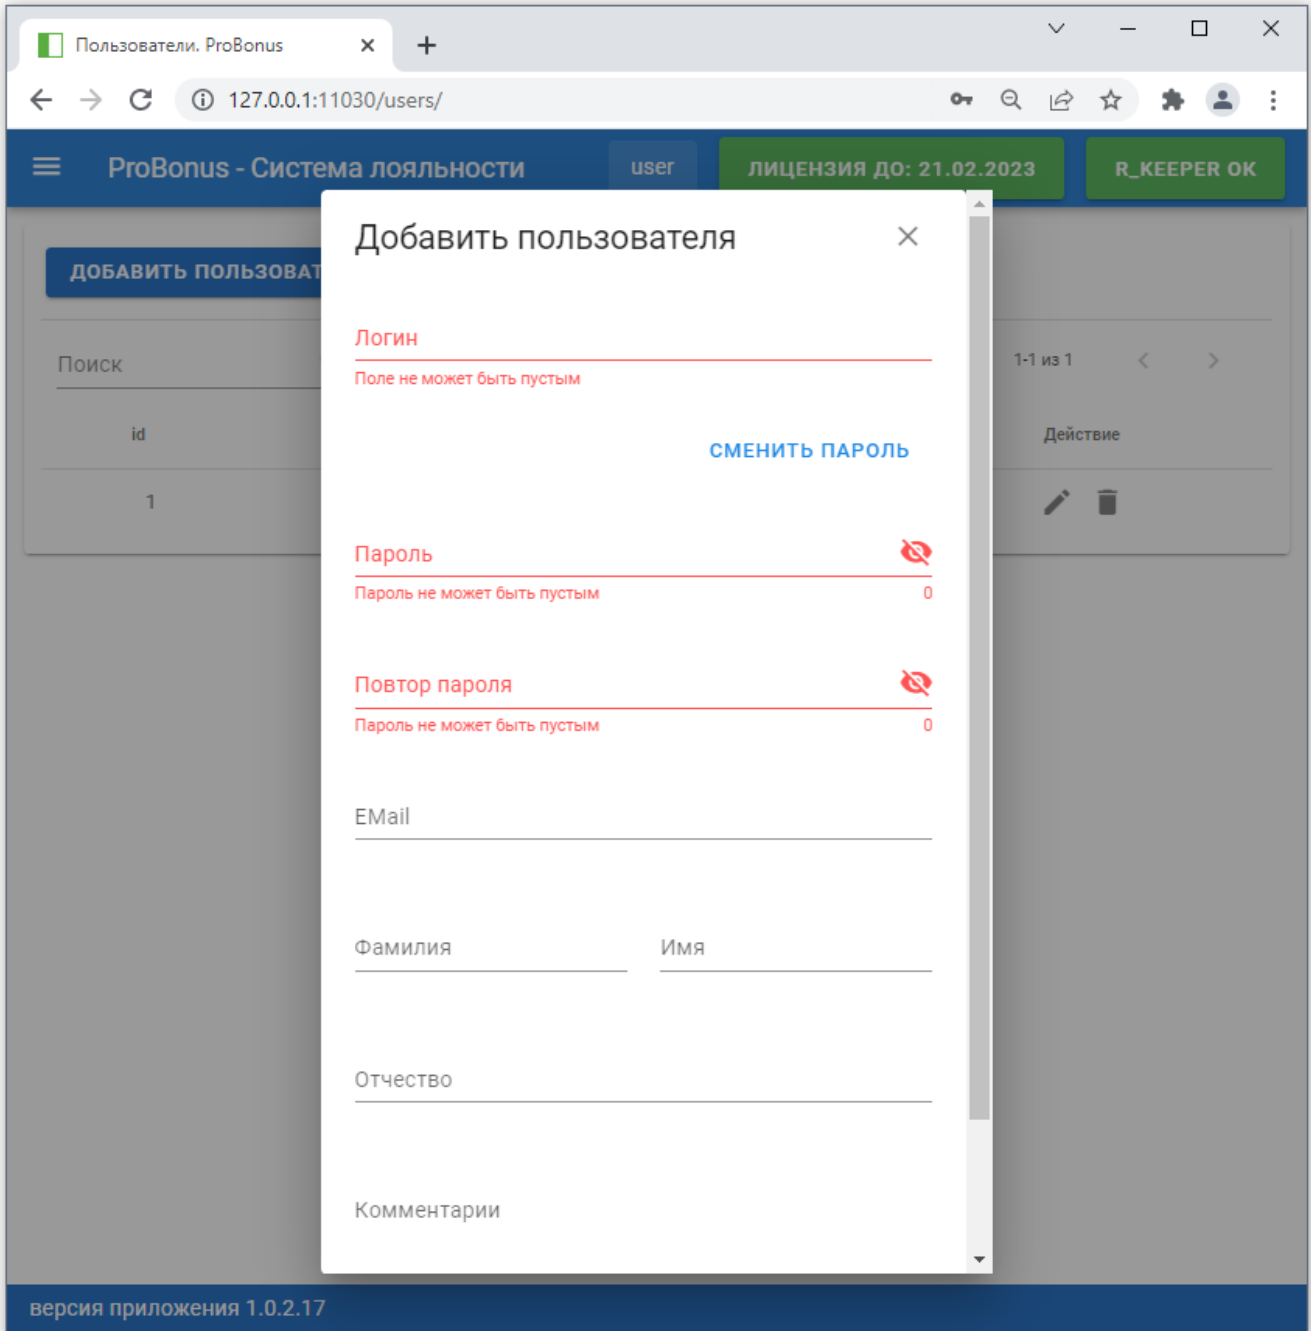 Пользователи. ProBonus
127.0.0.1:11030/users/
ProBonus - Система лояльности
user
ЛИЦЕНЗИЯ ДО: 21.02.2023
R_KEEPER OK
ДОБАВИТЬ ПОЛЬЗОВАТ
Поиск
1-1 из 1
id
Действие
1
Добавить пользователя
Логин
Поле не может быть пустым
СМЕНИТЬ ПАРОЛЬ
Пароль
Пароль не может быть пустым 0
Повтор пароля
Пароль не может быть пустым 0
EMail
Фамилия Имя
Отчество
Комментарии
версия приложения 1.0.2.17